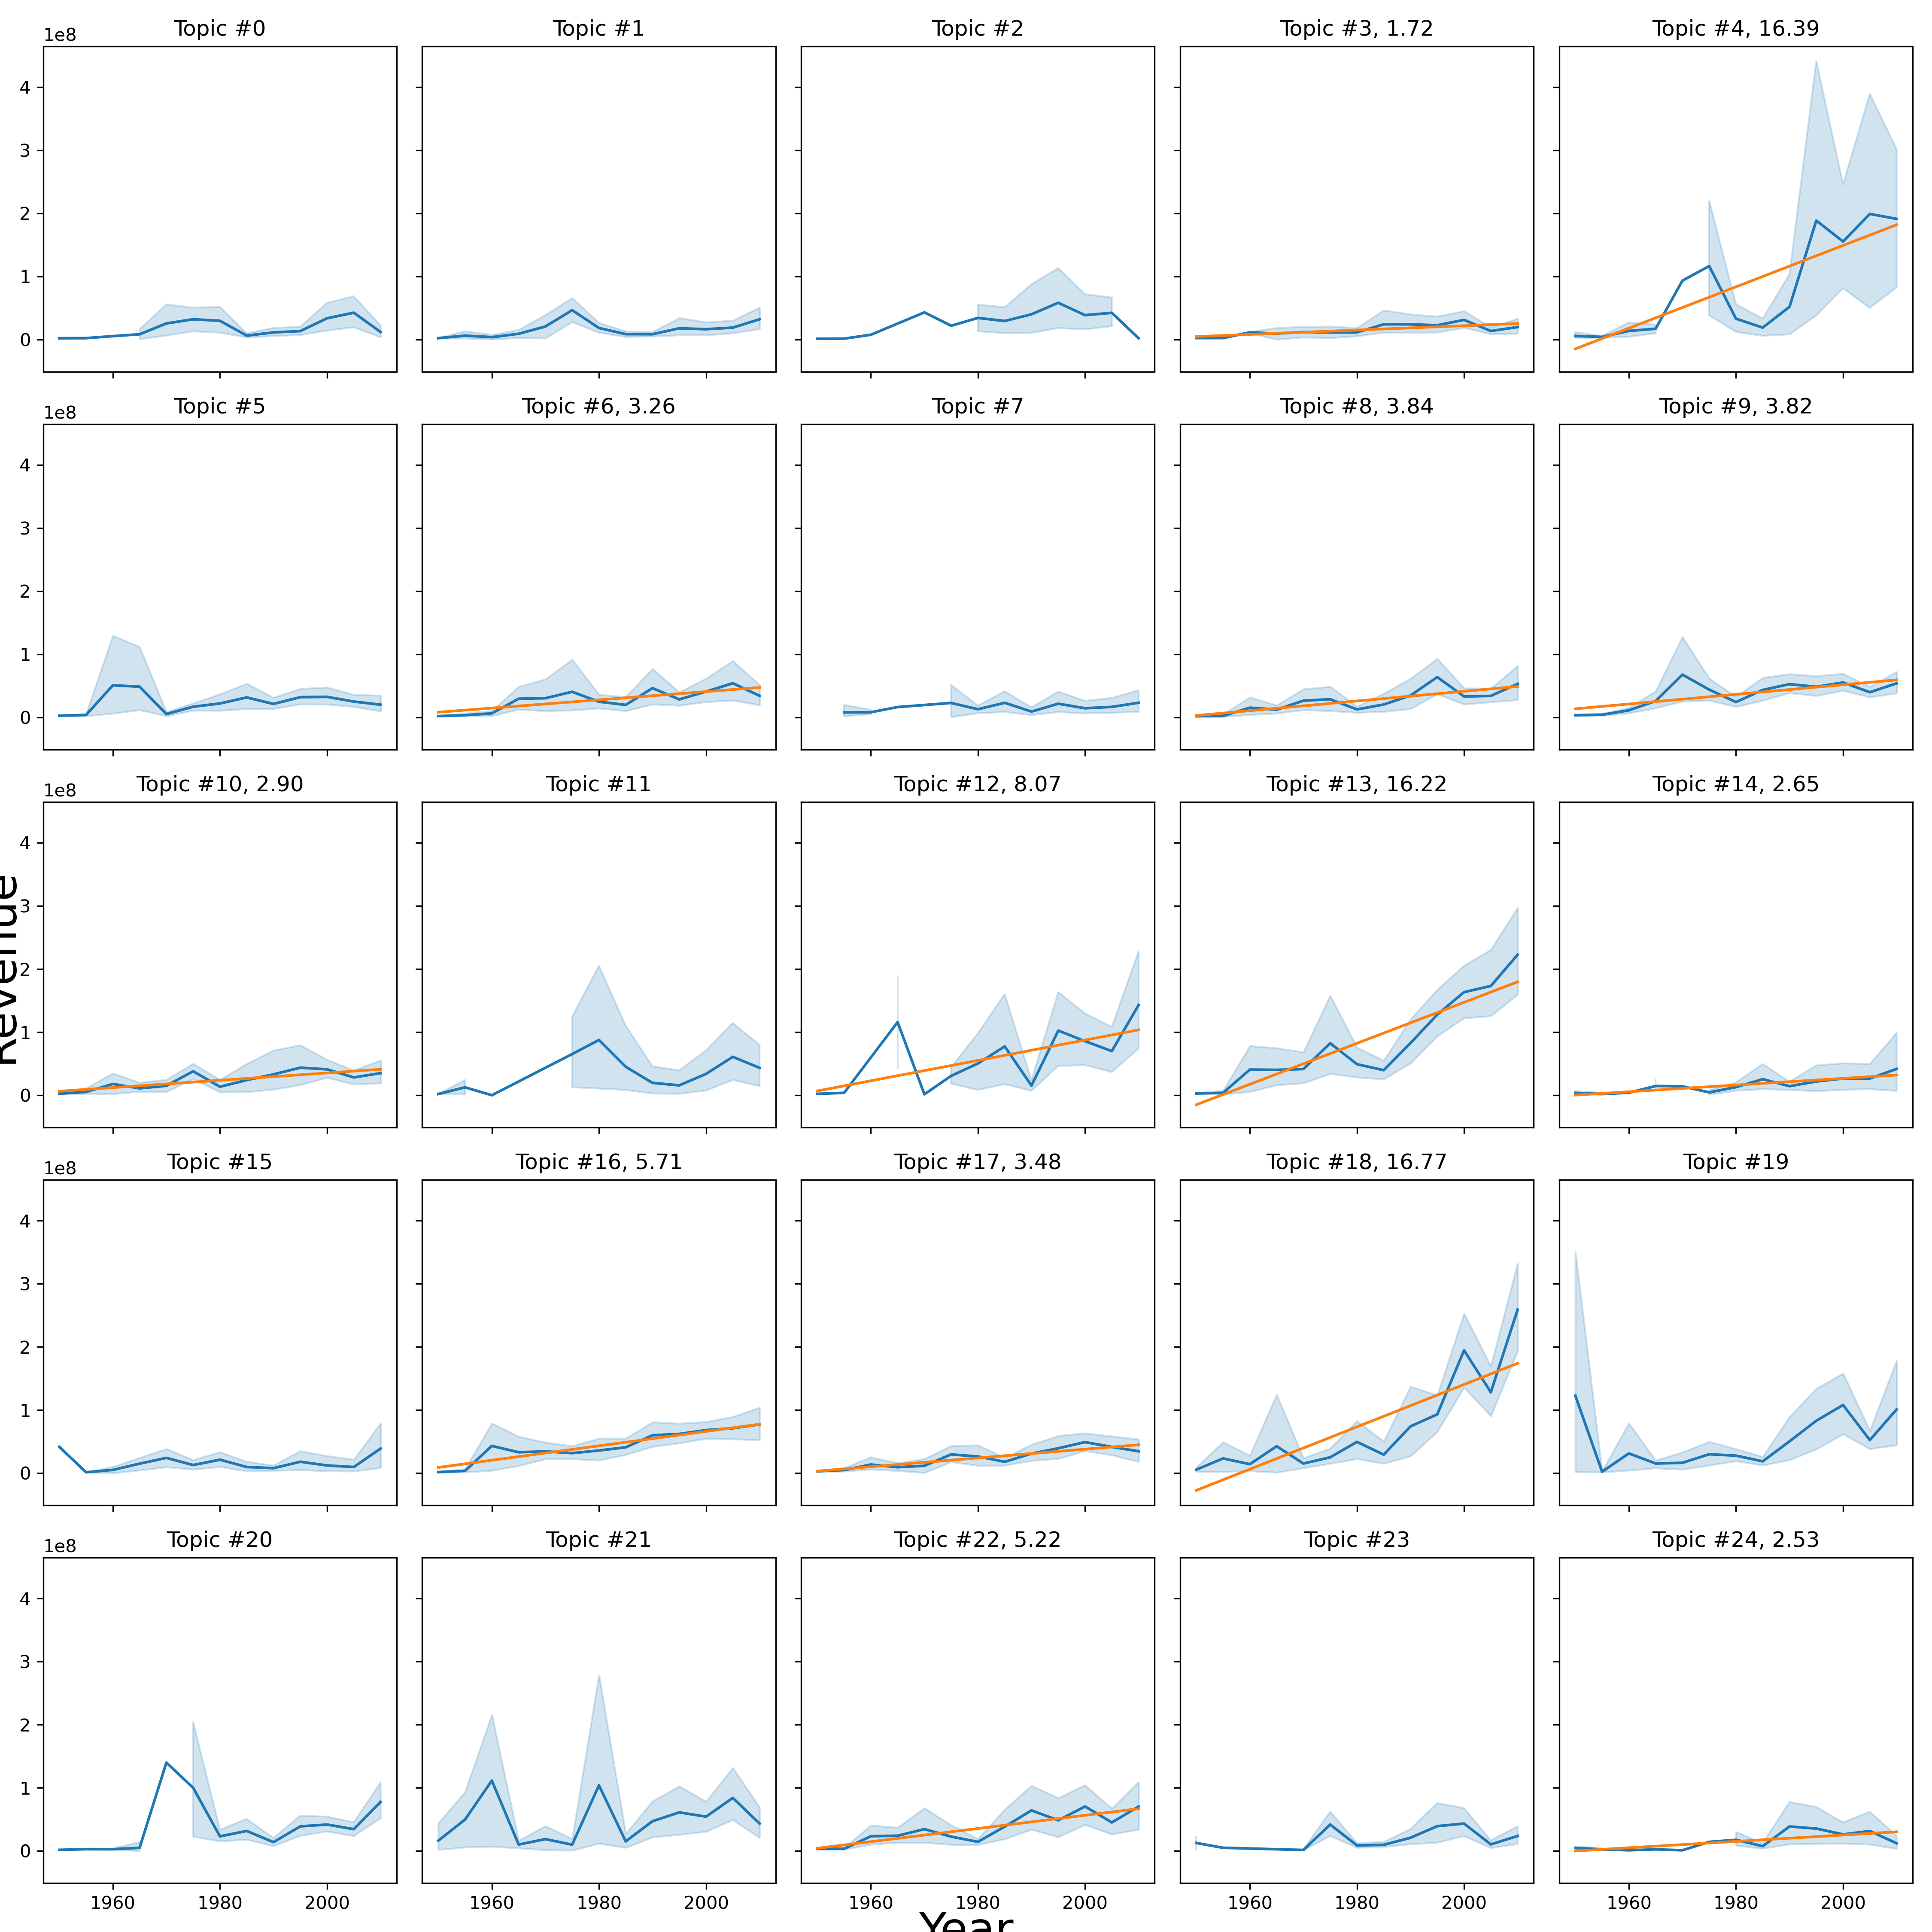 Topic #0 Topic #1 Topic #2 Topic #3, 1.72 Topic #4, 16.39
1e8
4
3
2
1
0
Topic #5 Topic #6, 3.26 Topic #7 Topic #8, 3.84 Topic #9, 3.82
1e8
4
3
2
1
0
Topic #10, 2.90 Topic #11 Topic #12, 8.07 Topic #13, 16.22 Topic #14, 2.65
1e8
4
3
2
1
0
Revenue
Topic #15 Topic #16, 5.71 Topic #17, 3.48 Topic #18, 16.77 Topic #19
1e8
4
3
2
1
0
Topic #20 Topic #21 Topic #22, 5.22 Topic #23 Topic #24, 2.53
1e8
4
3
2
1
0
1960 1980 2000 1960 1980 2000 1960 1980 2000 1960 1980 2000 1960 1980 2000
Year